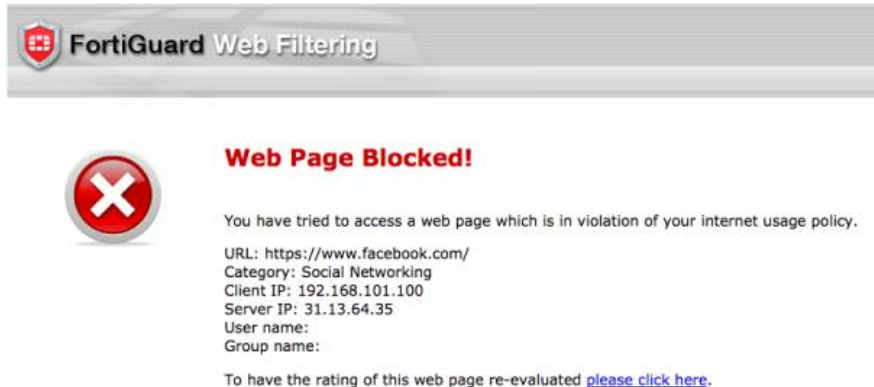 FortiGuard Web Filtering
Web Page Blocked!
You have tried to access a web page which is in violation of your internet usage policy.
URL: https://www.facebook.com/
Category: Social Networking
Client IP: 192.168.101.100
Server IP: 31.13.64.35
User name:
Group name:
To have the rating of this web page re-evaluated please click here.